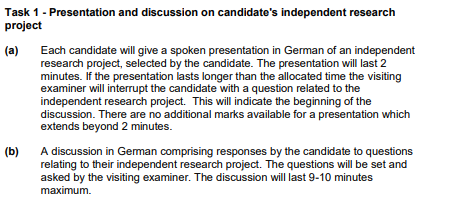 Task 1 - Presentation and discussion on candidate's independent research
project
(a) Each candidate will give a spoken presentation in German of an independent
research project, selected by the candidate. The presentation will last 2
minutes. If the presentation lasts longer than the allocated time the visiting
examiner will interrupt the candidate with a question related to the
independent research project. This will indicate the beginning of the
discussion. There are no additional marks available for a presentation which
extends beyond 2 minutes.
(b) A discussion in German comprising responses by the candidate to questions
relating to their independent research project. The questions will be set and
asked by the visiting examiner. The discussion will last 9-10 minutes
maximum.